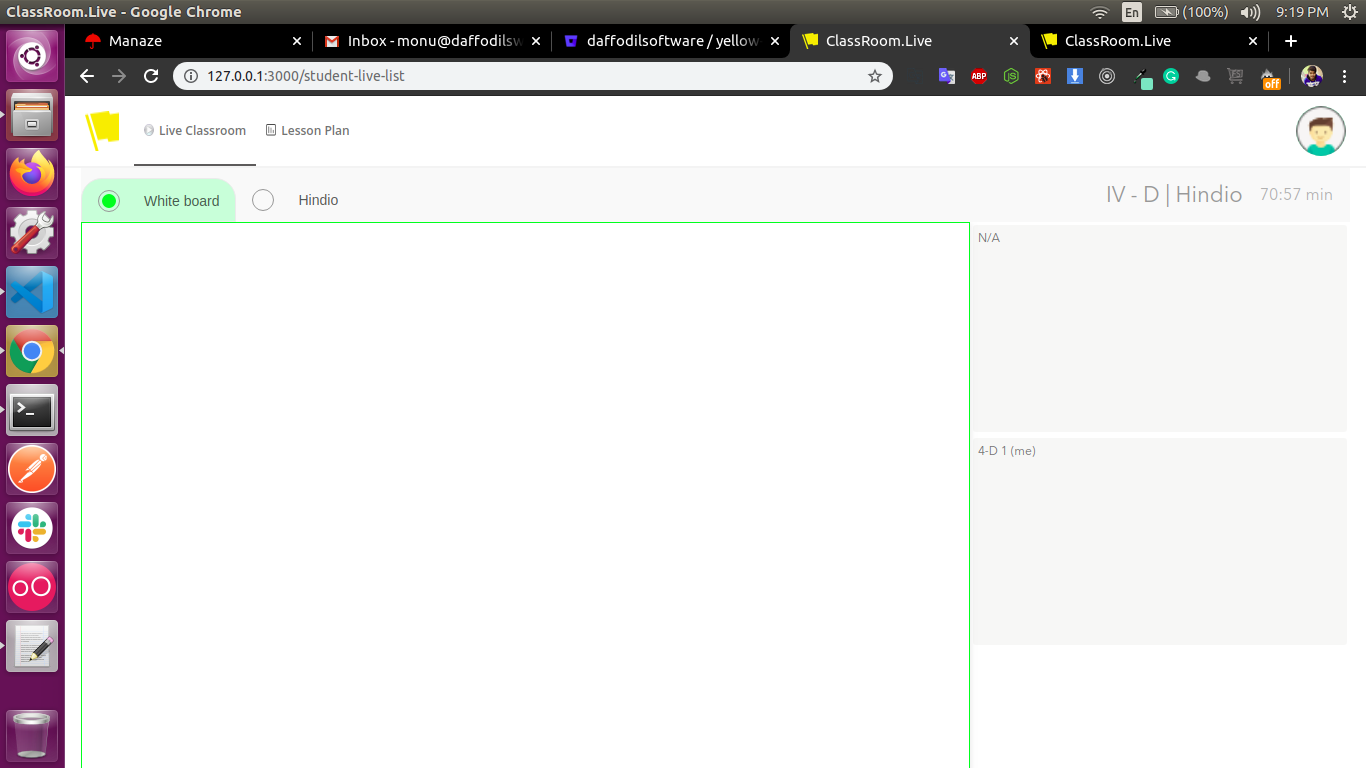 ClassRoom.Live - Google Chrome
En (100%) 9:19 PM
Manaze
Inbox - monu@daffodilsw
daffodilsoftware / yellow
ClassRoom.Live
ClassRoom.Live
127.0.0.1:3000/student-live-list
ABP
off
Live Classroom
Lesson Plan
White board
Hindio
IV - D | Hindio 70:57 min
N/A
4-D 1 (me)